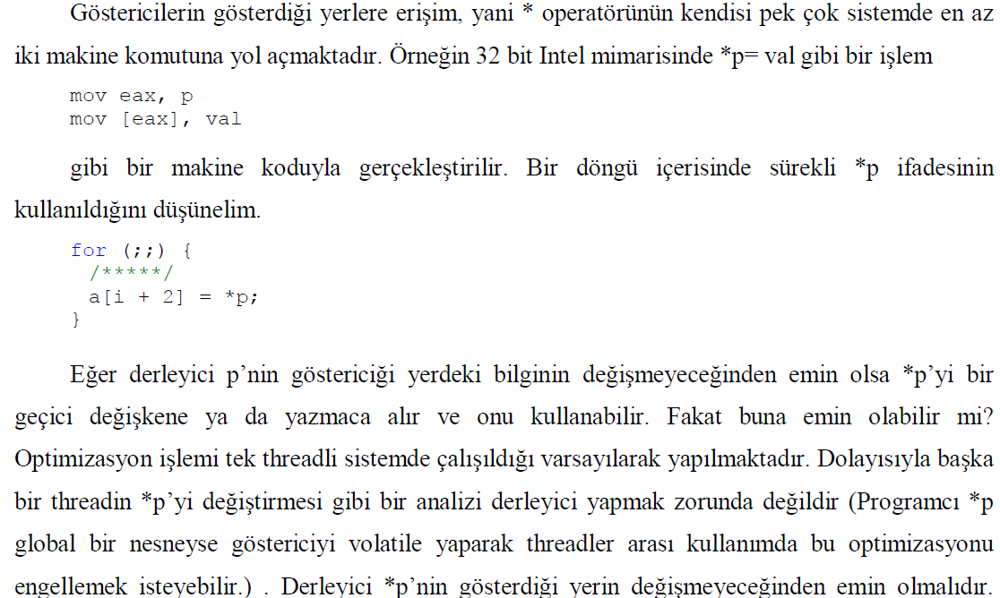 Göstericilerin gösterdiği yerlere erişim, yani * operatörünün kendisi pek çok sistemde en az
iki makine komutuna yol açmaktadır. Örneğin 32 bit Intel mimarisinde *p= val gibi bir işlem
mov eax, p
mov [eax], val
gibi bir makine koduyla gerçekleştirilir. Bir döngü içerisinde sürekli *p ifadesinin
kullanıldığını düşünelim.
for (;;) {
/*****/
a[i + 2] = *p;
}
Eğer derleyici p’nin göstericiği yerdeki bilginin değişmeyeceğinden emin olsa *p’yi bir
geçici değişkene ya da yazmaca alır ve onu kullanabilir. Fakat buna emin olabilir mi?
Optimizasyon işlemi tek threadli sistemde çalışıldığı varsayılarak yapılmaktadır. Dolayısıyla başka
bir threadin *p’yi değiştirmesi gibi bir analizi derleyici yapmak zorunda değildir (Programcı *p
global bir nesneyse göstericiyi volatile yaparak threadler arası kullanımda bu optimizasyonu
engellemek isteyebilir.) . Derleyici *p’nin gösterdiği yerin değişmeyeceğinden emin olmalıdır.